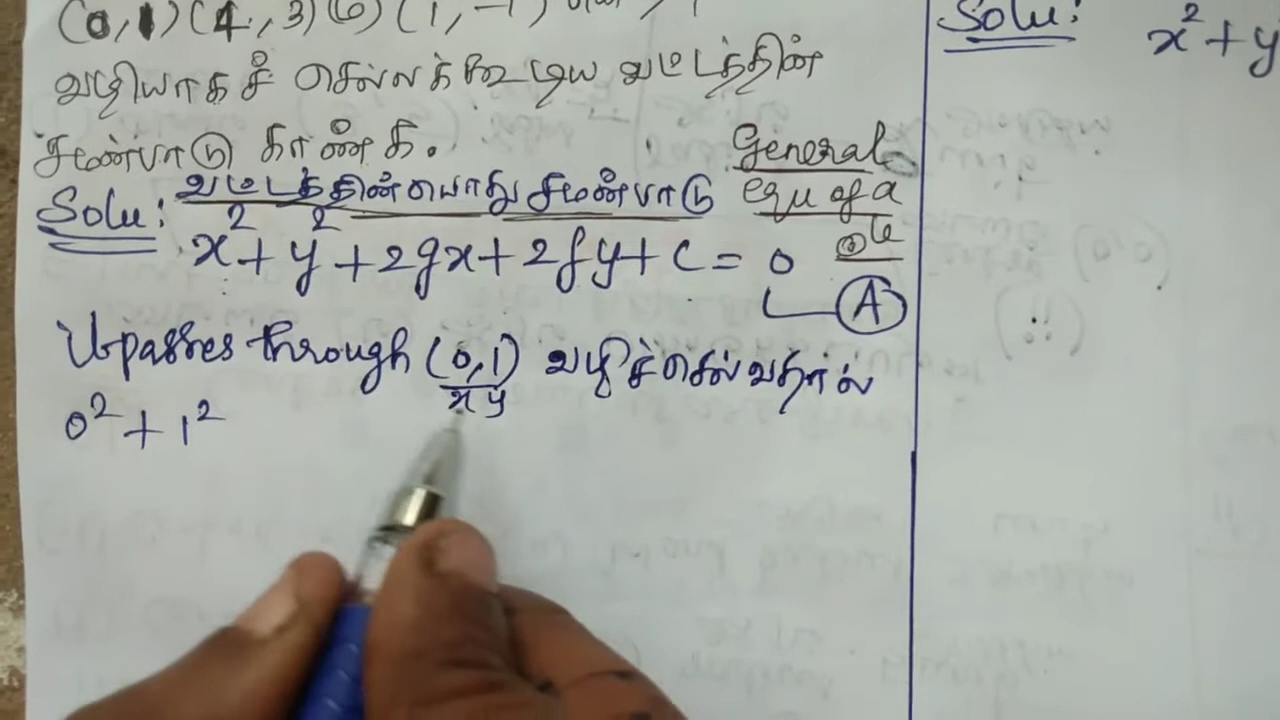 (0,1) (4,3) (1,-1)
வழியாகச் செல்லக்கூடிய வட்டத்தின்
சமன்பாடு காண்க.
General equ of a
Solu: வட்டத்தின் பொது சமன்பாடு
x² + y² + 2gx + 2fy + c = 0
A
It passes through (0,1) வழிச்செல்வதால்
x y
0² + 1²
Solu:
x² + y